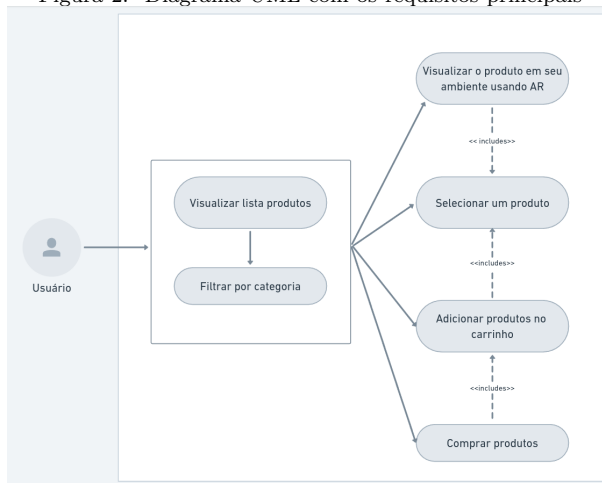 Figura 2: Diagrama UML com os requisitos principais
Visualizar o produto em seu
ambiente usando AR
<< includes>>
Visualizar lista produtos
Selecionar um produto
Usuário
<<includes>>
Filtrar por categoria
Adicionar produtos no
carrinho
<<includes>>
Comprar produtos